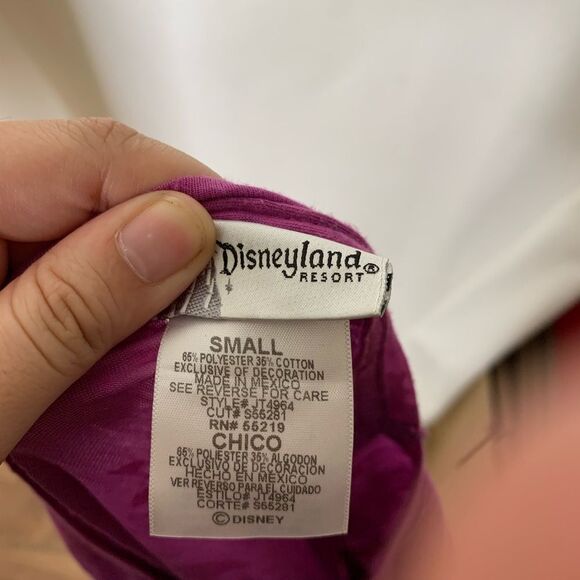 Disneyland®
RESORT
SMALL
65% POLYESTER 35% COTTON
EXCLUSIVE OF DECORATION
MADE IN MEXICO
SEE REVERSE FOR CARE
STYLE# JT4964
CUT# S65281
RN# 55219
CHICO
65% POLIESTER 35% ALGODON
EXCLUSIVO DE DECORACION
HECHO EN MEXICO
VER REVERSO PARA EL CUIDADO
ESTILO# JT4964
CORTE# S65281
© DISNEY